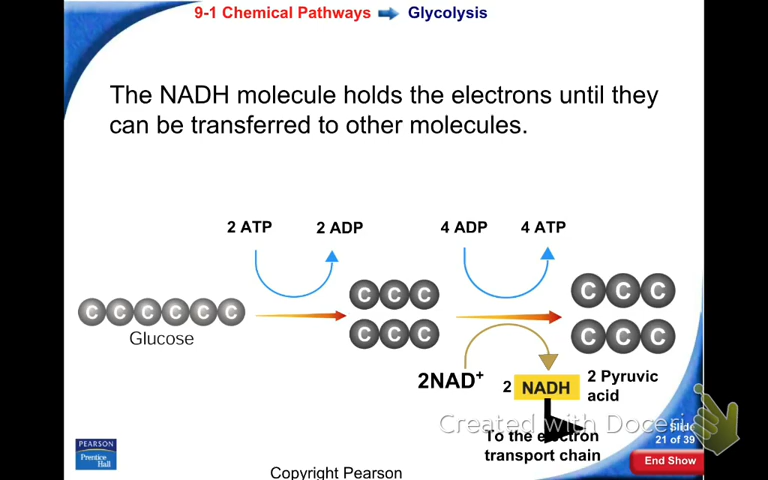 9-1 Chemical Pathways Glycolysis
The NADH molecule holds the electrons until they
can be transferred to other molecules.
2 ATP 2 ADP 4 ADP 4 ATP
C C C C C C
C C C
C C C
C C C
C C C
Glucose
2NAD+
2 NADH
2 Pyruvic
acid
Created with Doceri
To the electron
transport chain
Slide
21 of 39
End Show
PEARSON
Prentice
Hall
Copyright Pearson